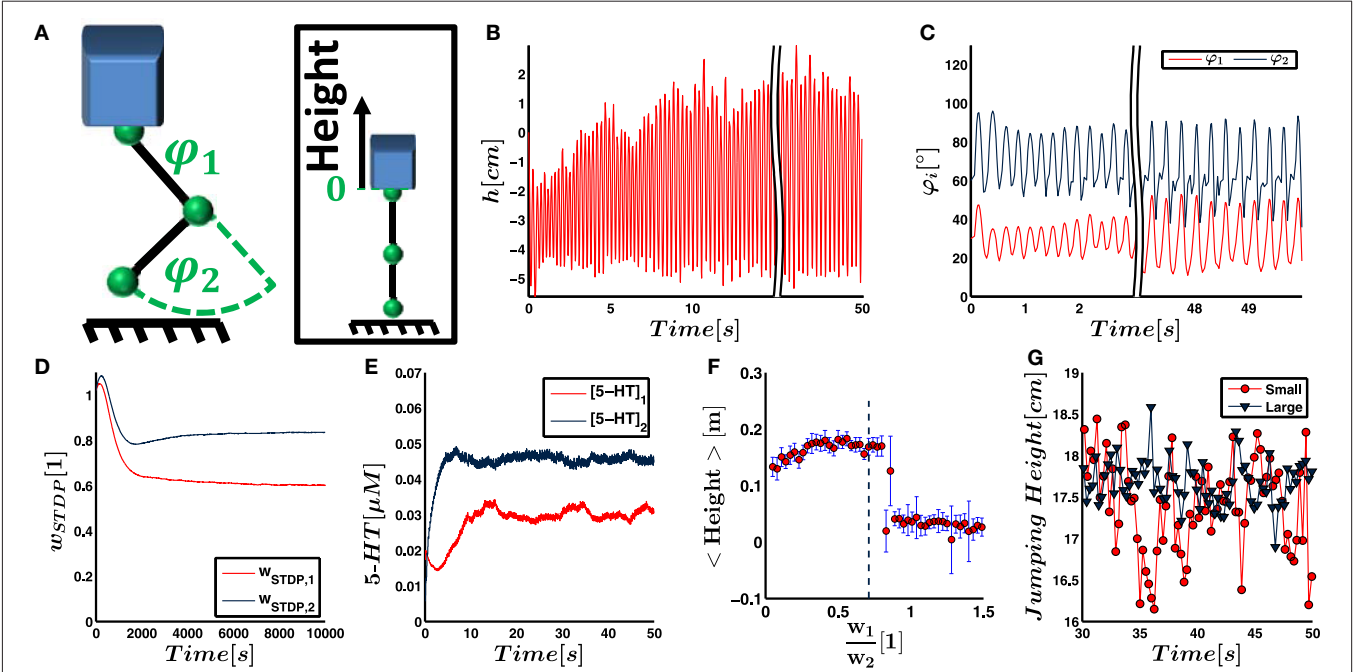 A
φ1
φ2
Height
0
B
h[cm]
2
1
0
−1
−2
−3
−4
−5
0
5
10
50
Time[s]
C
φ1
φ2
φi[°]
120
100
80
60
40
20
0
0
1
2
48
49
Time[s]
D
wSTDP[1]
1
0.8
0.6
0.4
0.2
0
wSTDP,1
wSTDP,2
0
2000
4000
6000
8000
10000
Time[s]
E
5-HT[μM]
0.07
0.06
0.05
0.04
0.03
0.02
0.01
0
[5−HT]1
[5−HT]2
0
10
20
30
40
50
Time[s]
F
< Height > [m]
0.3
0.2
0.1
0
−0.1
0
0.5
1
1.5
w1
w2
[1]
G
Jumping Height[cm]
19
18.5
18
17.5
17
16.5
16
Small
Large
30
35
40
45
50
Time[s]